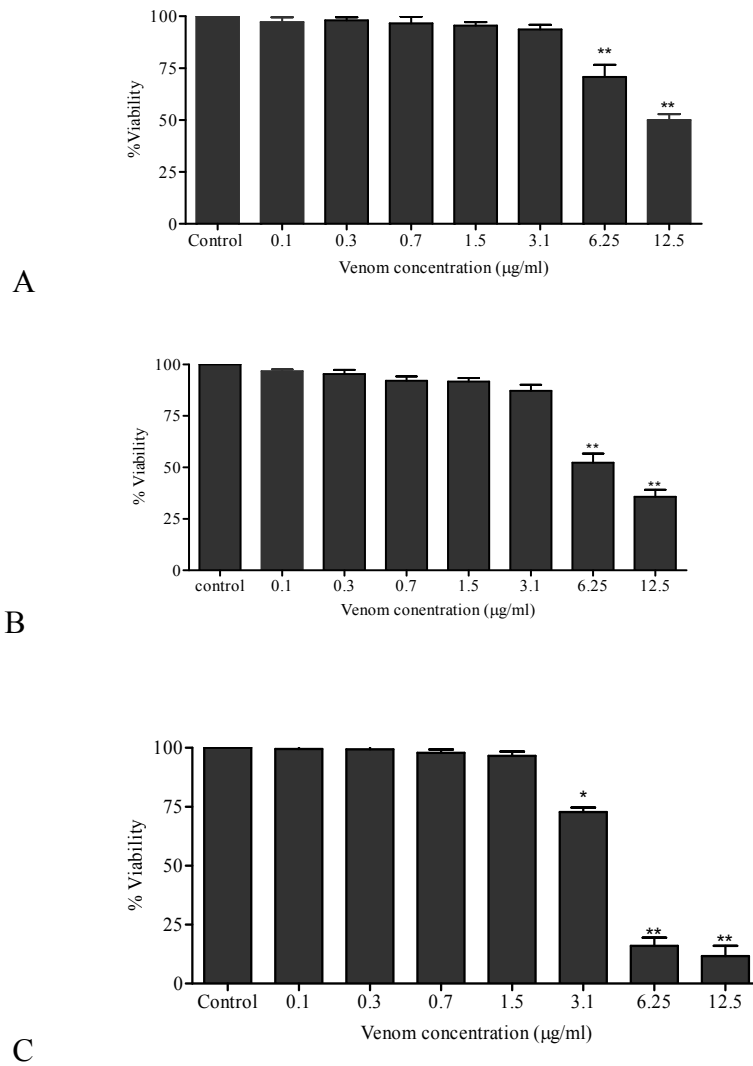 100
75
50
25
0
%Viability
** **
Control 0.1 0.3 0.7 1.5 3.1 6.25 12.5
Venom concentration (μg/ml)
A
100
75
50
25
0
% Viability
** **
control 0.1 0.3 0.7 1.5 3.1 6.25 12.5
Venom conentration (μg/ml)
B
100
75
50
25
0
% Viability
* ** **
Control 0.1 0.3 0.7 1.5 3.1 6.25 12.5
Venom concentration (μg/ml)
C